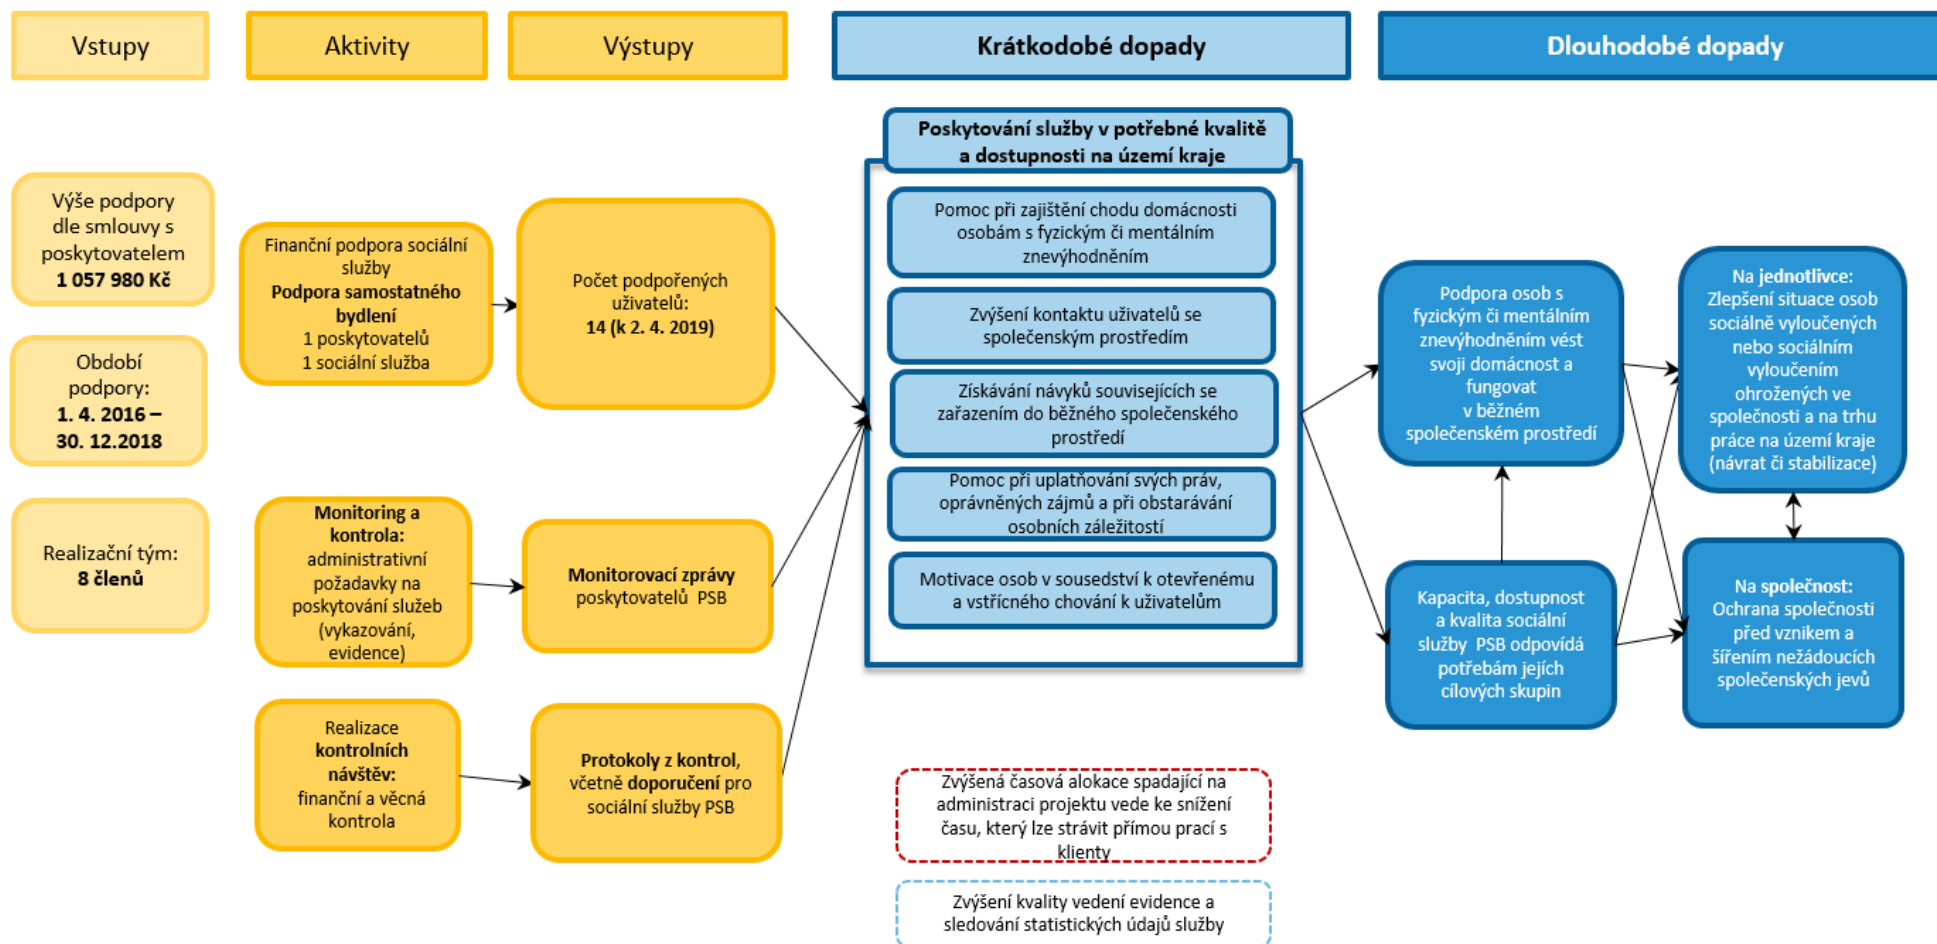 Vstupy
Aktivity
Výstupy
Krátkodobé dopady
Dlouhodobé dopady
Výše podpory
dle smlouvy s
poskytovatelem
1 057 980 Kč
Období
podpory:
1. 4. 2016 –
30. 12.2018
Realizační tým:
8 členů
Finanční podpora sociální
služby
Podpora samostatného
bydlení
1 poskytovatelů
1 sociální služba
Monitoring a
kontrola:
administrativní
požadavky na
poskytování služeb
(vykazování,
evidence)
Realizace
kontrolních
návštěv:
finanční a věcná
kontrola
Počet podpořených
uživatelů:
14 (k 2. 4. 2019)
Monitorovací zprávy
poskytovatelů PSB
Protokoly z kontrol,
včetně doporučení pro
sociální služby PSB
Poskytování služby v potřebné kvalitě
a dostupnosti na území kraje
Pomoc při zajištění chodu domácnosti
osobám s fyzickým či mentálním
znevýhodněním
Zvýšení kontaktu uživatelů se
společenským prostředím
Získávání návyků souvisejících se
zařazením do běžného společenského
prostředí
Pomoc při uplatňování svých práv,
oprávněných zájmů a při obstarávání
osobních záležitostí
Motivace osob v sousedství k otevřenému
a vstřícného chování k uživatelům
Zvýšená časová alokace spadající na
administraci projektu vede ke snížení
času, který lze strávit přímou prací s
klienty
Zvýšení kvality vedení evidence a
sledování statistických údajů služby
Podpora osob s
fyzickým či mentálním
znevýhodněním vést
svoji domácnost a
fungovat
v běžném
společenském prostředí
Kapacita, dostupnost
a kvalita sociální
služby PSB odpovídá
potřebám jejích
cílových skupin
Na jednotlivce:
Zlepšení situace osob
sociálně vyloučených
nebo sociálním
vyloučením
ohrožených ve
společnosti a na trhu
práce na území kraje
(návrat či stabilizace)
Na společnost:
Ochrana společnosti
před vznikem a
šířením nežádoucích
společenských jevů